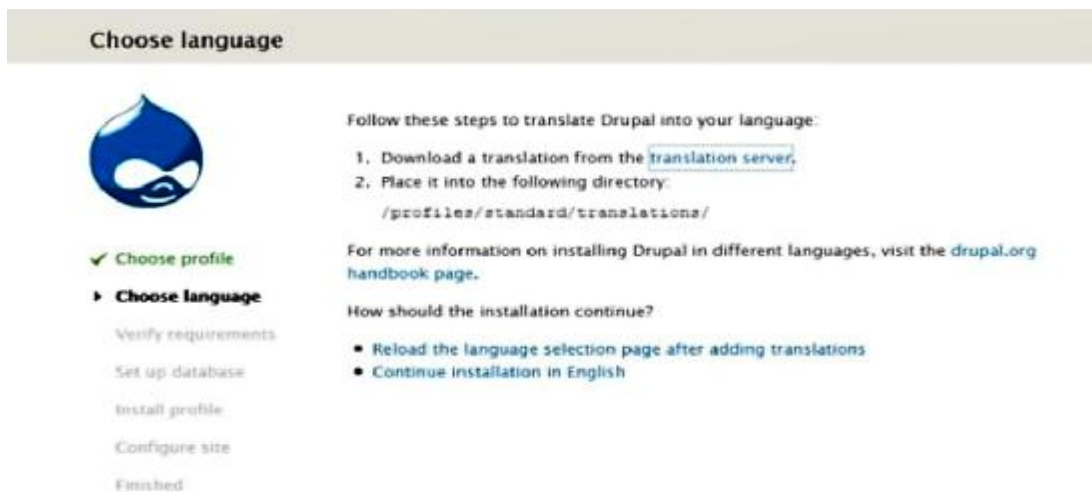 Choose language
Follow these steps to translate Drupal into your language:
1. Download a translation from the translation server.
2. Place it into the following directory:
/profiles/standard/translations/
For more information on installing Drupal in different languages, visit the drupal.org
handbook page.
How should the installation continue?
Reload the language selection page after adding translations
Continue installation in English
Choose profile
Choose language
Verify requirements
Set up database
Install profile
Configure site
Finished